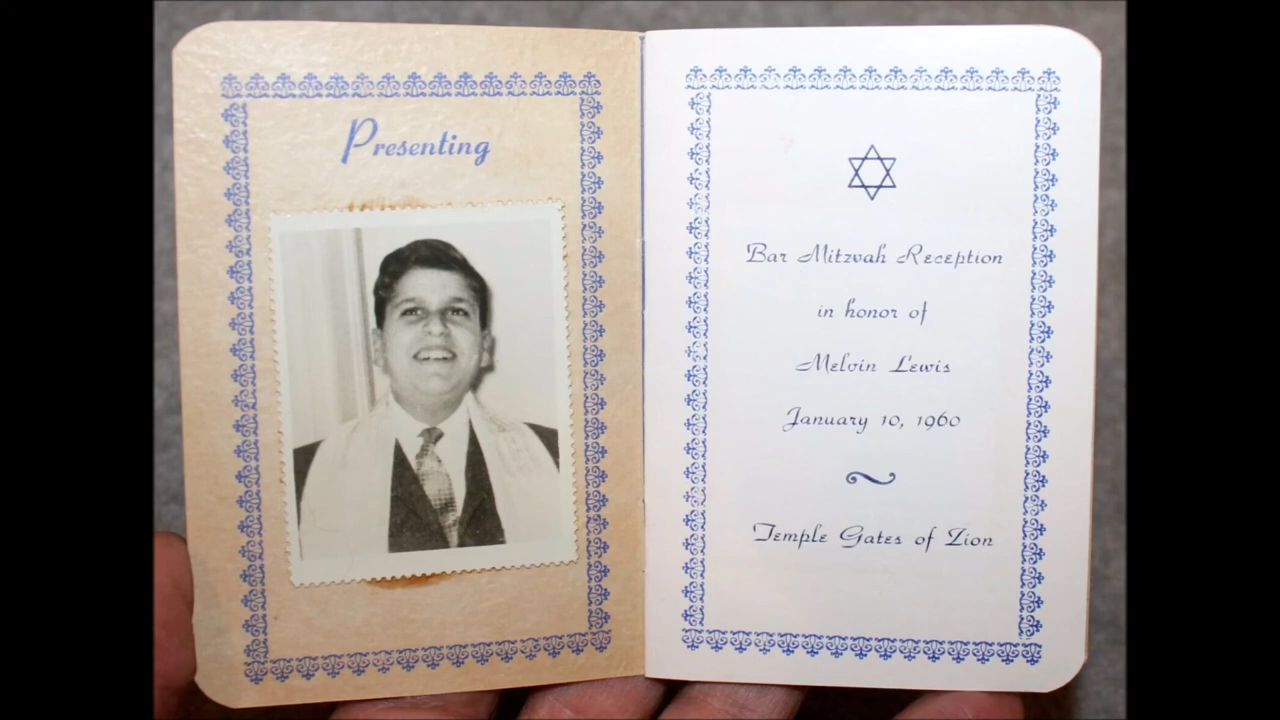 Presenting
Bar Mitzvah Reception
in honor of
Melvin Lewis
January 10, 1960
Temple Gates of Zion